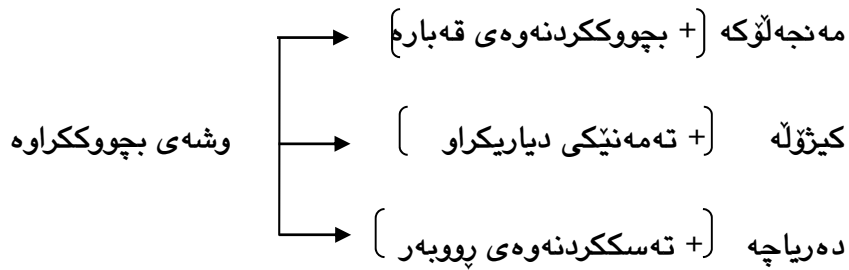 مەنجەڵۆکە [+ بچووککردنەوەی قەبارە]
کیژۆڵە [+ تەمەنێکی دیاریکراو ]
وشەی بچووککراوە
دەریاچە [+ تەسککردنەوەی ڕووبەر ]